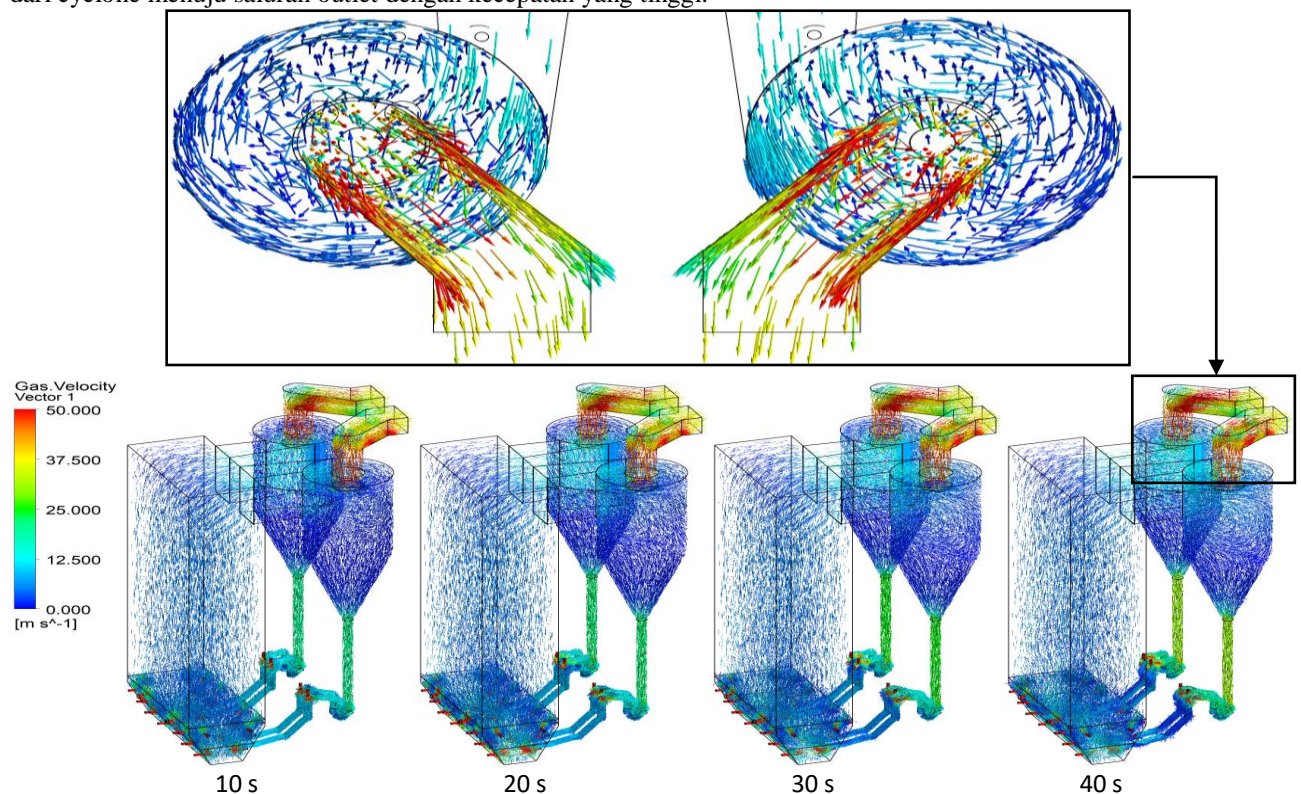 dari cyclone menuju saluran outlet dengan kecepatan yang tinggi.
Gas.Velocity
Vector 1
50.000
37.500
25.000
12.500
0.000
[m s^-1]
10 s
20 s
30 s
40 s